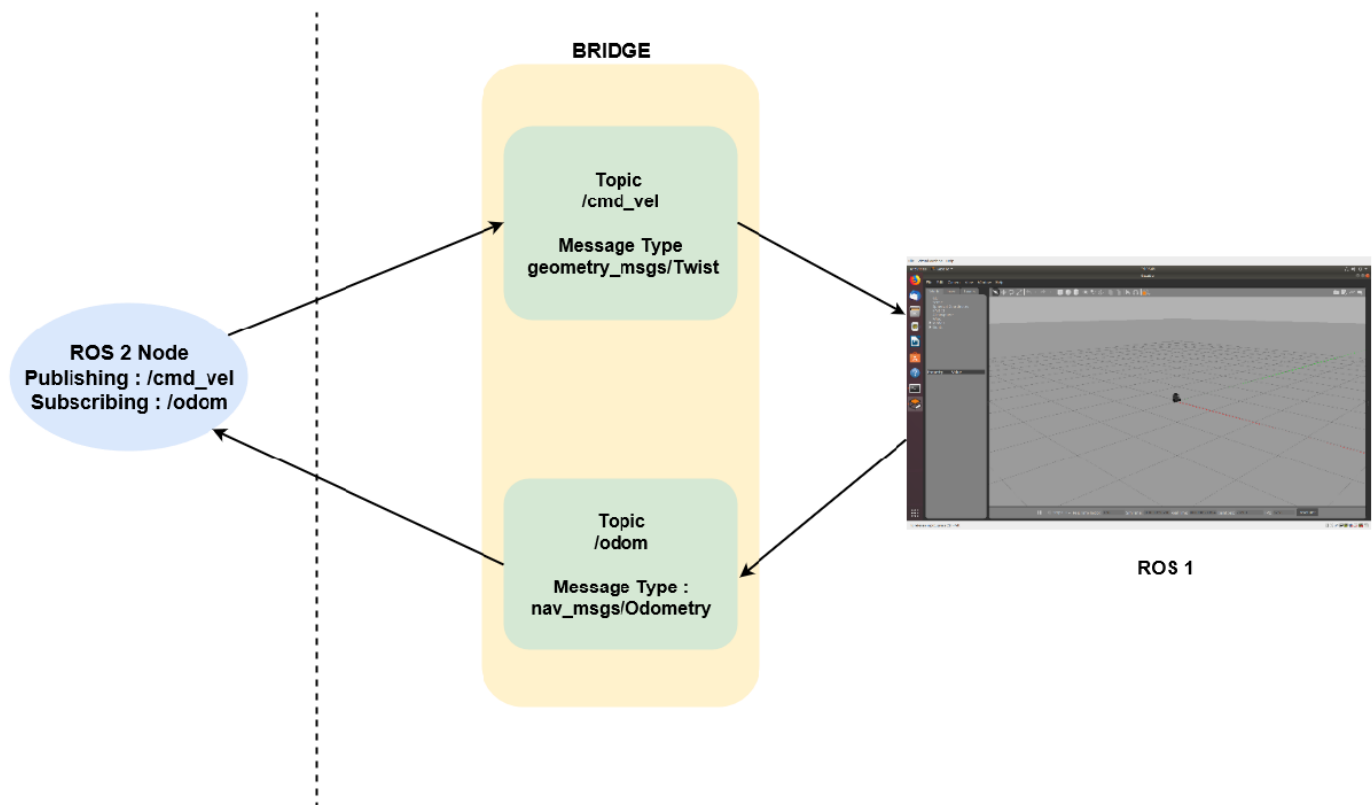 BRIDGE
Topic
/cmd_vel
Message Type
geometry_msgs/Twist
ROS 2 Node
Publishing : /cmd_vel
Subscribing : /odom
Topic
/odom
Message Type :
nav_msgs/Odometry
ROS 1